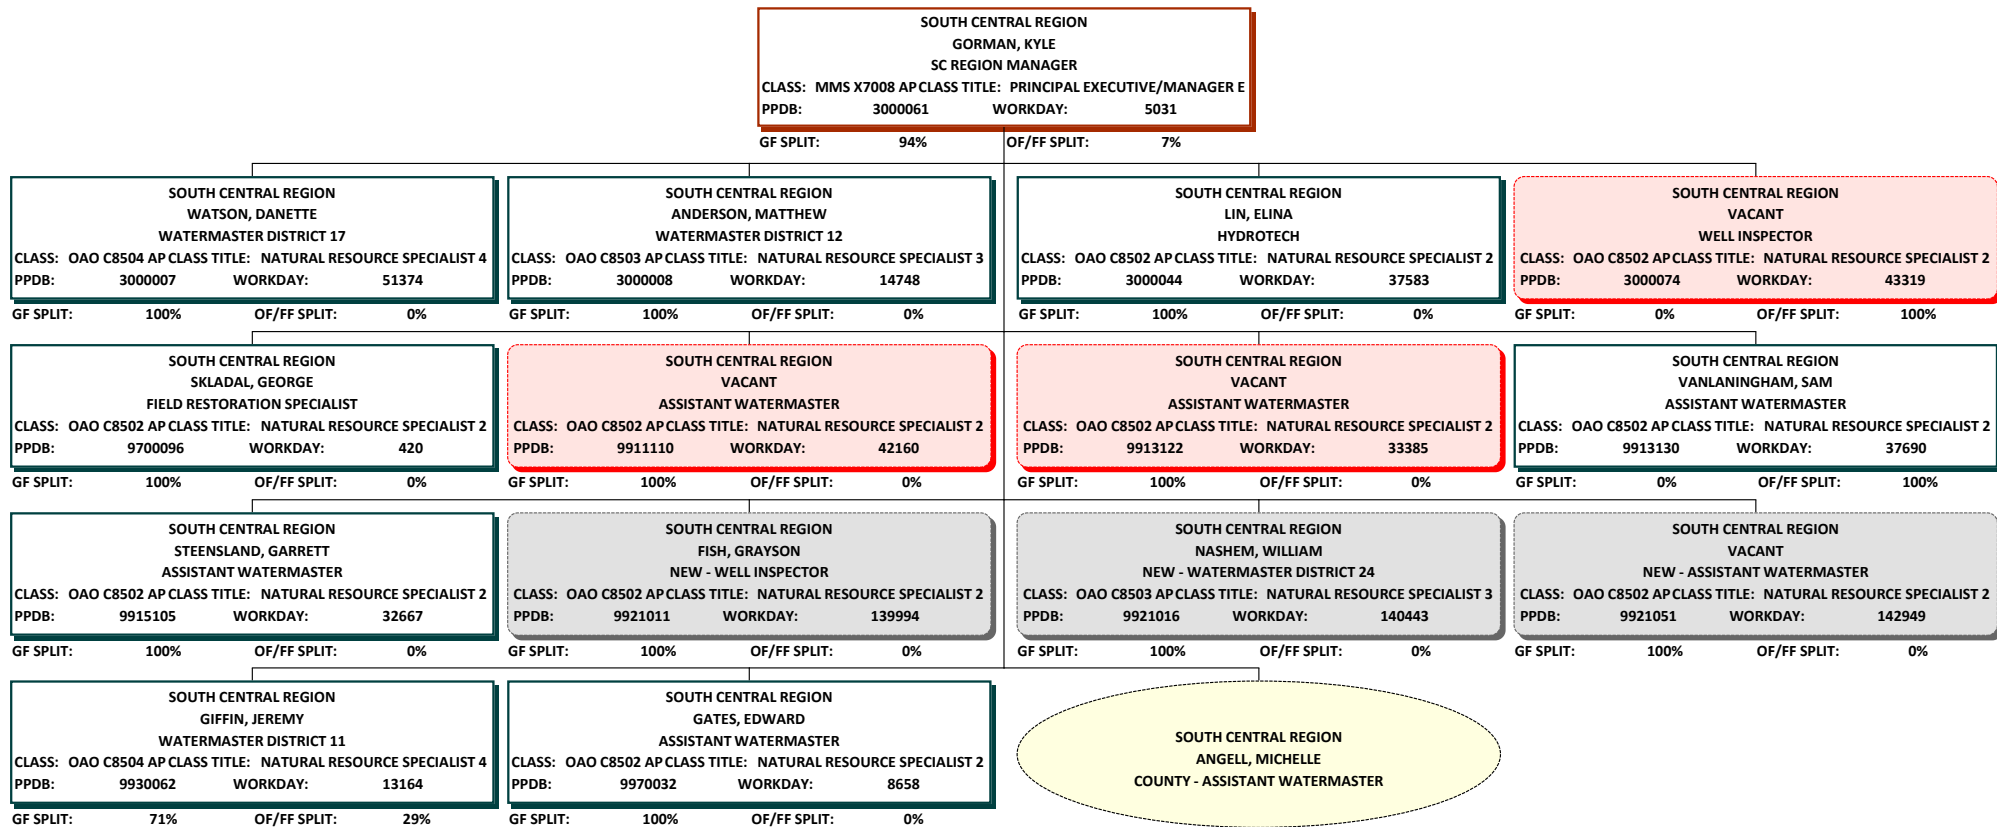 SOUTH CENTRAL REGION
GORMAN, KYLE
SC REGION MANAGER
CLASS: MMS X7008 AP CLASS TITLE: PRINCIPAL EXECUTIVE/MANAGER E
PPDB: 3000061 WORKDAY: 5031
GF SPLIT: 94% OF/FF SPLIT: 7%
SOUTH CENTRAL REGION
WATSON, DANETTE
WATERMASTER DISTRICT 17
CLASS: OAO C8504 AP CLASS TITLE: NATURAL RESOURCE SPECIALIST 4
PPDB: 3000007 WORKDAY: 51374
GF SPLIT: 100% OF/FF SPLIT: 0%
SOUTH CENTRAL REGION
ANDERSON, MATTHEW
WATERMASTER DISTRICT 12
CLASS: OAO C8503 AP CLASS TITLE: NATURAL RESOURCE SPECIALIST 3
PPDB: 3000008 WORKDAY: 14748
GF SPLIT: 100% OF/FF SPLIT: 0%
SOUTH CENTRAL REGION
LIN, ELINA
HYDROTECH
CLASS: OAO C8502 AP CLASS TITLE: NATURAL RESOURCE SPECIALIST 2
PPDB: 3000044 WORKDAY: 37583
GF SPLIT: 100% OF/FF SPLIT: 0%
SOUTH CENTRAL REGION
VACANT
WELL INSPECTOR
CLASS: OAO C8502 AP CLASS TITLE: NATURAL RESOURCE SPECIALIST 2
PPDB: 3000074 WORKDAY: 43319
GF SPLIT: 0% OF/FF SPLIT: 100%
SOUTH CENTRAL REGION
SKLADAL, GEORGE
FIELD RESTORATION SPECIALIST
CLASS: OAO C8502 AP CLASS TITLE: NATURAL RESOURCE SPECIALIST 2
PPDB: 9700096 WORKDAY: 420
GF SPLIT: 100% OF/FF SPLIT: 0%
SOUTH CENTRAL REGION
VACANT
ASSISTANT WATERMASTER
CLASS: OAO C8502 AP CLASS TITLE: NATURAL RESOURCE SPECIALIST 2
PPDB: 9911110 WORKDAY: 42160
GF SPLIT: 100% OF/FF SPLIT: 0%
SOUTH CENTRAL REGION
VACANT
ASSISTANT WATERMASTER
CLASS: OAO C8502 AP CLASS TITLE: NATURAL RESOURCE SPECIALIST 2
PPDB: 9913122 WORKDAY: 33385
GF SPLIT: 100% OF/FF SPLIT: 0%
SOUTH CENTRAL REGION
VANLANINGHAM, SAM
ASSISTANT WATERMASTER
CLASS: OAO C8502 AP CLASS TITLE: NATURAL RESOURCE SPECIALIST 2
PPDB: 9913130 WORKDAY: 37690
GF SPLIT: 0% OF/FF SPLIT: 100%
SOUTH CENTRAL REGION
STEENSLAND, GARRETT
ASSISTANT WATERMASTER
CLASS: OAO C8502 AP CLASS TITLE: NATURAL RESOURCE SPECIALIST 2
PPDB: 9915105 WORKDAY: 32667
GF SPLIT: 100% OF/FF SPLIT: 0%
SOUTH CENTRAL REGION
FISH, GRAYSON
NEW - WELL INSPECTOR
CLASS: OAO C8502 AP CLASS TITLE: NATURAL RESOURCE SPECIALIST 2
PPDB: 9921011 WORKDAY: 139994
GF SPLIT: 100% OF/FF SPLIT: 0%
SOUTH CENTRAL REGION
NASHEM, WILLIAM
NEW - WATERMASTER DISTRICT 24
CLASS: OAO C8503 AP CLASS TITLE: NATURAL RESOURCE SPECIALIST 3
PPDB: 9921016 WORKDAY: 140443
GF SPLIT: 100% OF/FF SPLIT: 0%
SOUTH CENTRAL REGION
VACANT
NEW - ASSISTANT WATERMASTER
CLASS: OAO C8502 AP CLASS TITLE: NATURAL RESOURCE SPECIALIST 2
PPDB: 9921051 WORKDAY: 142949
GF SPLIT: 100% OF/FF SPLIT: 0%
SOUTH CENTRAL REGION
GIFFIN, JEREMY
WATERMASTER DISTRICT 11
CLASS: OAO C8504 AP CLASS TITLE: NATURAL RESOURCE SPECIALIST 4
PPDB: 9930062 WORKDAY: 13164
GF SPLIT: 71% OF/FF SPLIT: 29%
SOUTH CENTRAL REGION
GATES, EDWARD
ASSISTANT WATERMASTER
CLASS: OAO C8502 AP CLASS TITLE: NATURAL RESOURCE SPECIALIST 2
PPDB: 9970032 WORKDAY: 8658
GF SPLIT: 100% OF/FF SPLIT: 0%
SOUTH CENTRAL REGION
ANGELL, MICHELLE
COUNTY - ASSISTANT WATERMASTER